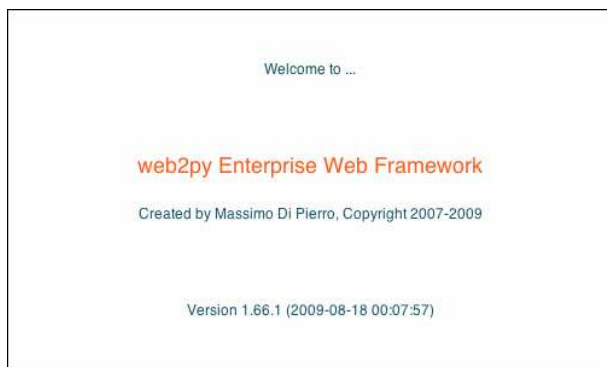 Welcome to ...
web2py Enterprise Web Framework
Created by Massimo Di Pierro, Copyright 2007-2009
Version 1.66.1 (2009-08-18 00:07:57)